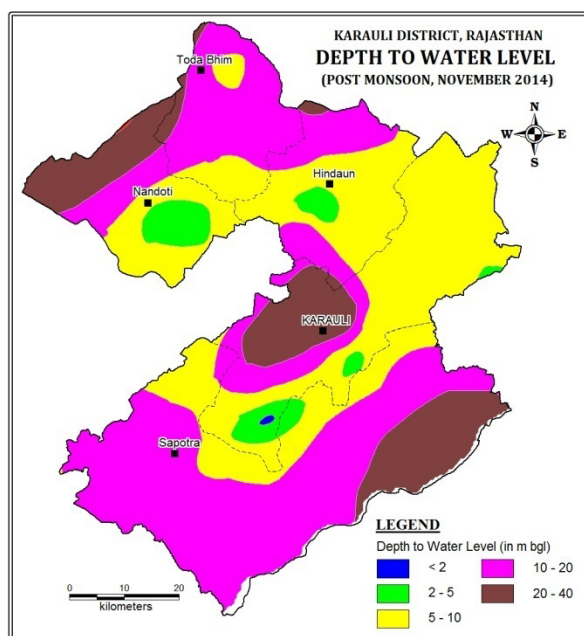 KARAULI DISTRICT, RAJASTHAN
DEPTH TO WATER LEVEL
(POST MONSOON, NOVEMBER 2014)
Toda Bhim
N
W E
S
Hindaun
Nandoti
KARAULI
Sapotra
LEGEND
Depth to Water Level (in m bgl)
< 2
10 - 20
2 - 5
20 - 40
5 - 10
10 0 20
kilometers